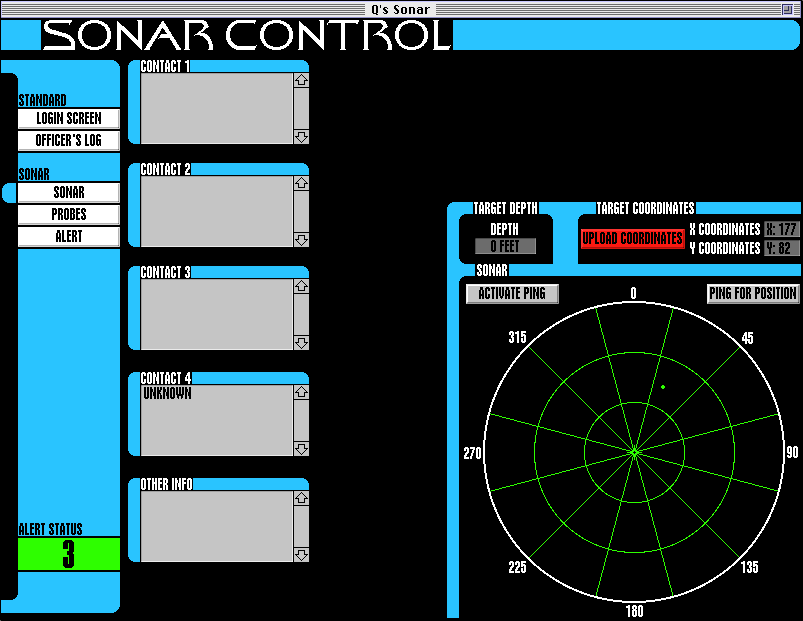 Q's Sonar
SONAR CONTROL
STANDARD
LOGIN SCREEN
OFFICER'S LOG
SONAR
SONAR
PROBES
ALERT
ALERT STATUS
3
CONTACT 1
CONTACT 2
CONTACT 3
CONTACT 4
UNKNOWN
OTHER INFO
TARGET DEPTH
DEPTH
0 FEET
TARGET COORDINATES
UPLOAD COORDINATES
X COORDINATES X: 177
Y COORDINATES Y: 82
SONAR
ACTIVATE PING
PING FOR POSITION
0
45
90
135
180
225
270
315